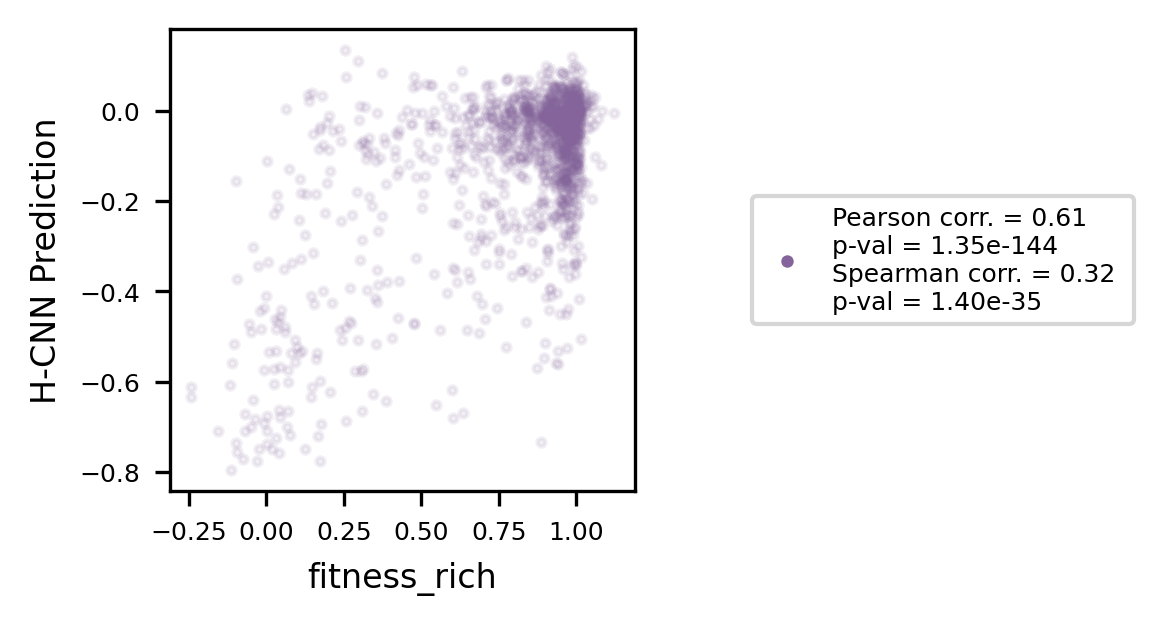 H-CNN Prediction
0.0
−0.2
−0.4
−0.6
−0.8
−0.25 0.00 0.25 0.50 0.75 1.00
fitness_rich
Pearson corr. = 0.61
p-val = 1.35e-144
Spearman corr. = 0.32
p-val = 1.40e-35